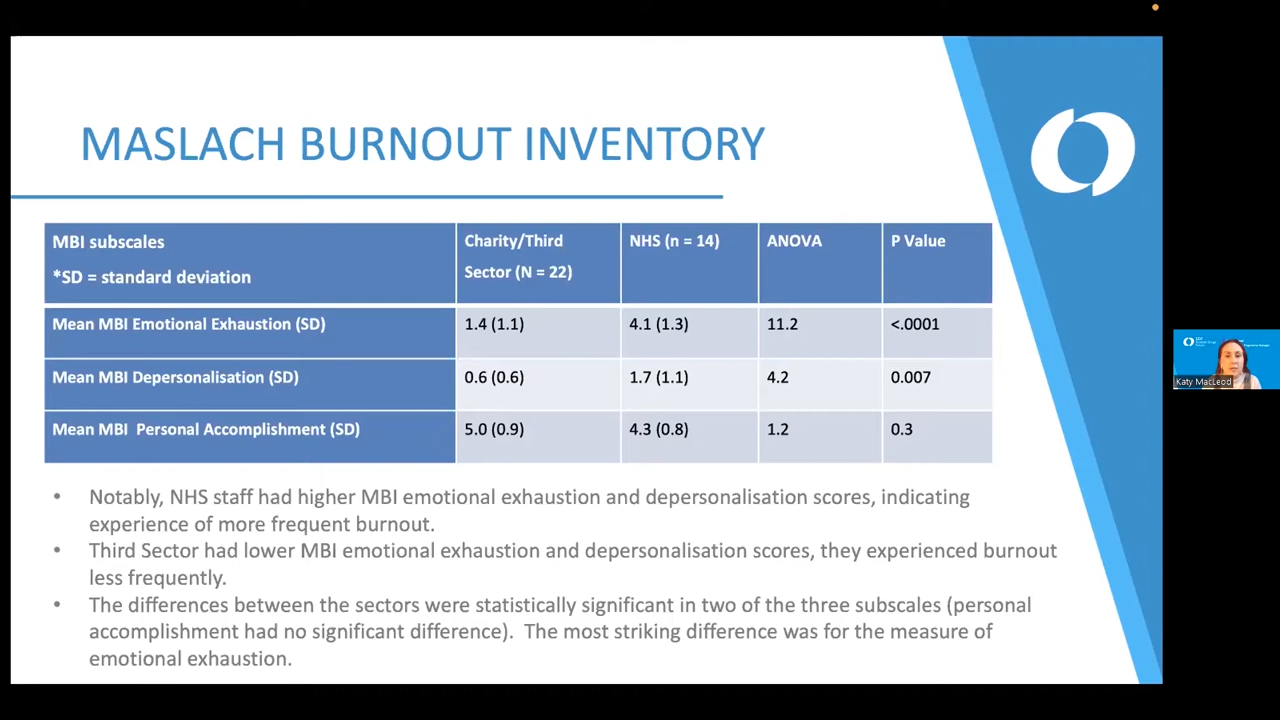 MASLACH BURNOUT INVENTORY
MBI subscales
*SD = standard deviation
Charity/Third
Sector (N = 22)
NHS (n = 14)
ANOVA
P Value
Mean MBI Emotional Exhaustion (SD)
1.4 (1.1)
4.1 (1.3)
11.2
<.0001
Mean MBI Depersonalisation (SD)
0.6 (0.6)
1.7 (1.1)
4.2
0.007
Mean MBI  Personal Accomplishment (SD)
5.0 (0.9)
4.3 (0.8)
1.2
0.3
• Notably, NHS staff had higher MBI emotional exhaustion and depersonalisation scores, indicating
experience of more frequent burnout.
• Third Sector had lower MBI emotional exhaustion and depersonalisation scores, they experienced burnout
less frequently.
• The differences between the sectors were statistically significant in two of the three subscales (personal
accomplishment had no significant difference).  The most striking difference was for the measure of
emotional exhaustion.
Katy MacLeod